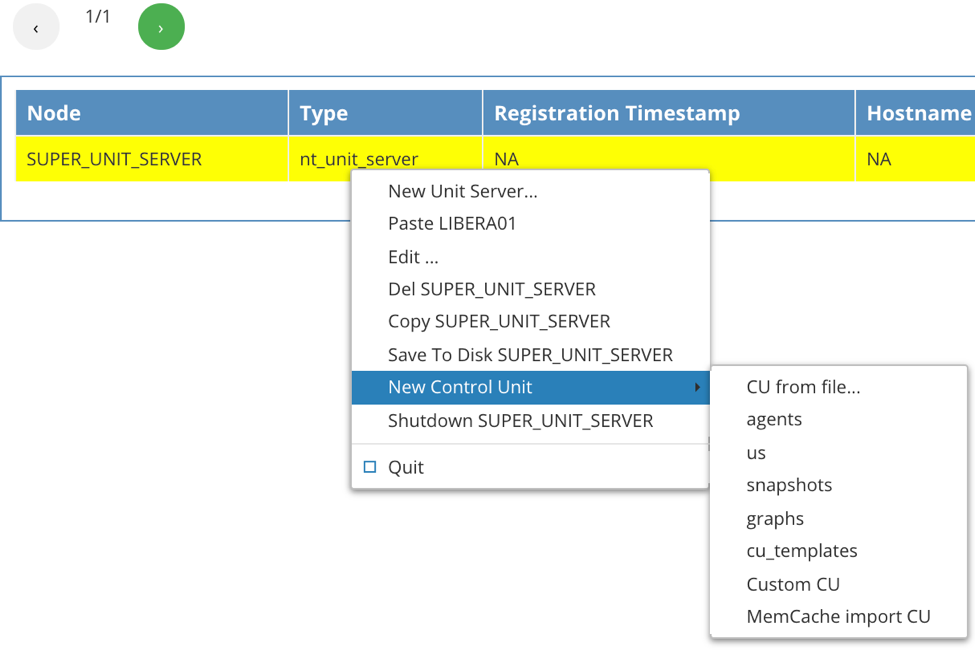 ‹ 1/1 ›
Node Type Registration Timestamp Hostname
SUPER_UNIT_SERVER nt_unit_server NA NA
New Unit Server...
Paste LIBERA01
Edit ...
Del SUPER_UNIT_SERVER
Copy SUPER_UNIT_SERVER
Save To Disk SUPER_UNIT_SERVER
New Control Unit
Shutdown SUPER_UNIT_SERVER
Quit
CU from file...
agents
us
snapshots
graphs
cu_templates
Custom CU
MemCache import CU